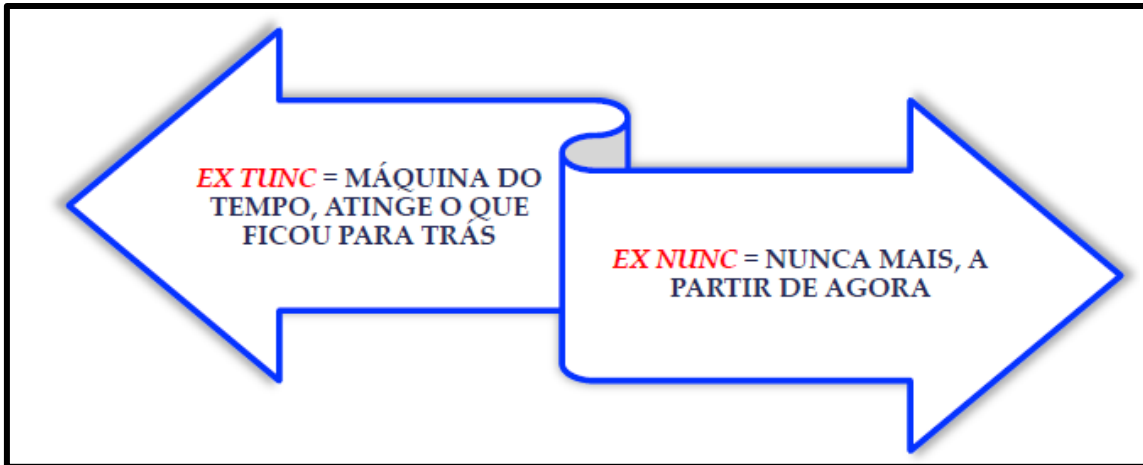 EX TUNC = MÁQUINA DO
TEMPO, ATINGE O QUE
FICOU PARA TRÁS
EX NUNC = NUNCA MAIS, A
PARTIR DE AGORA